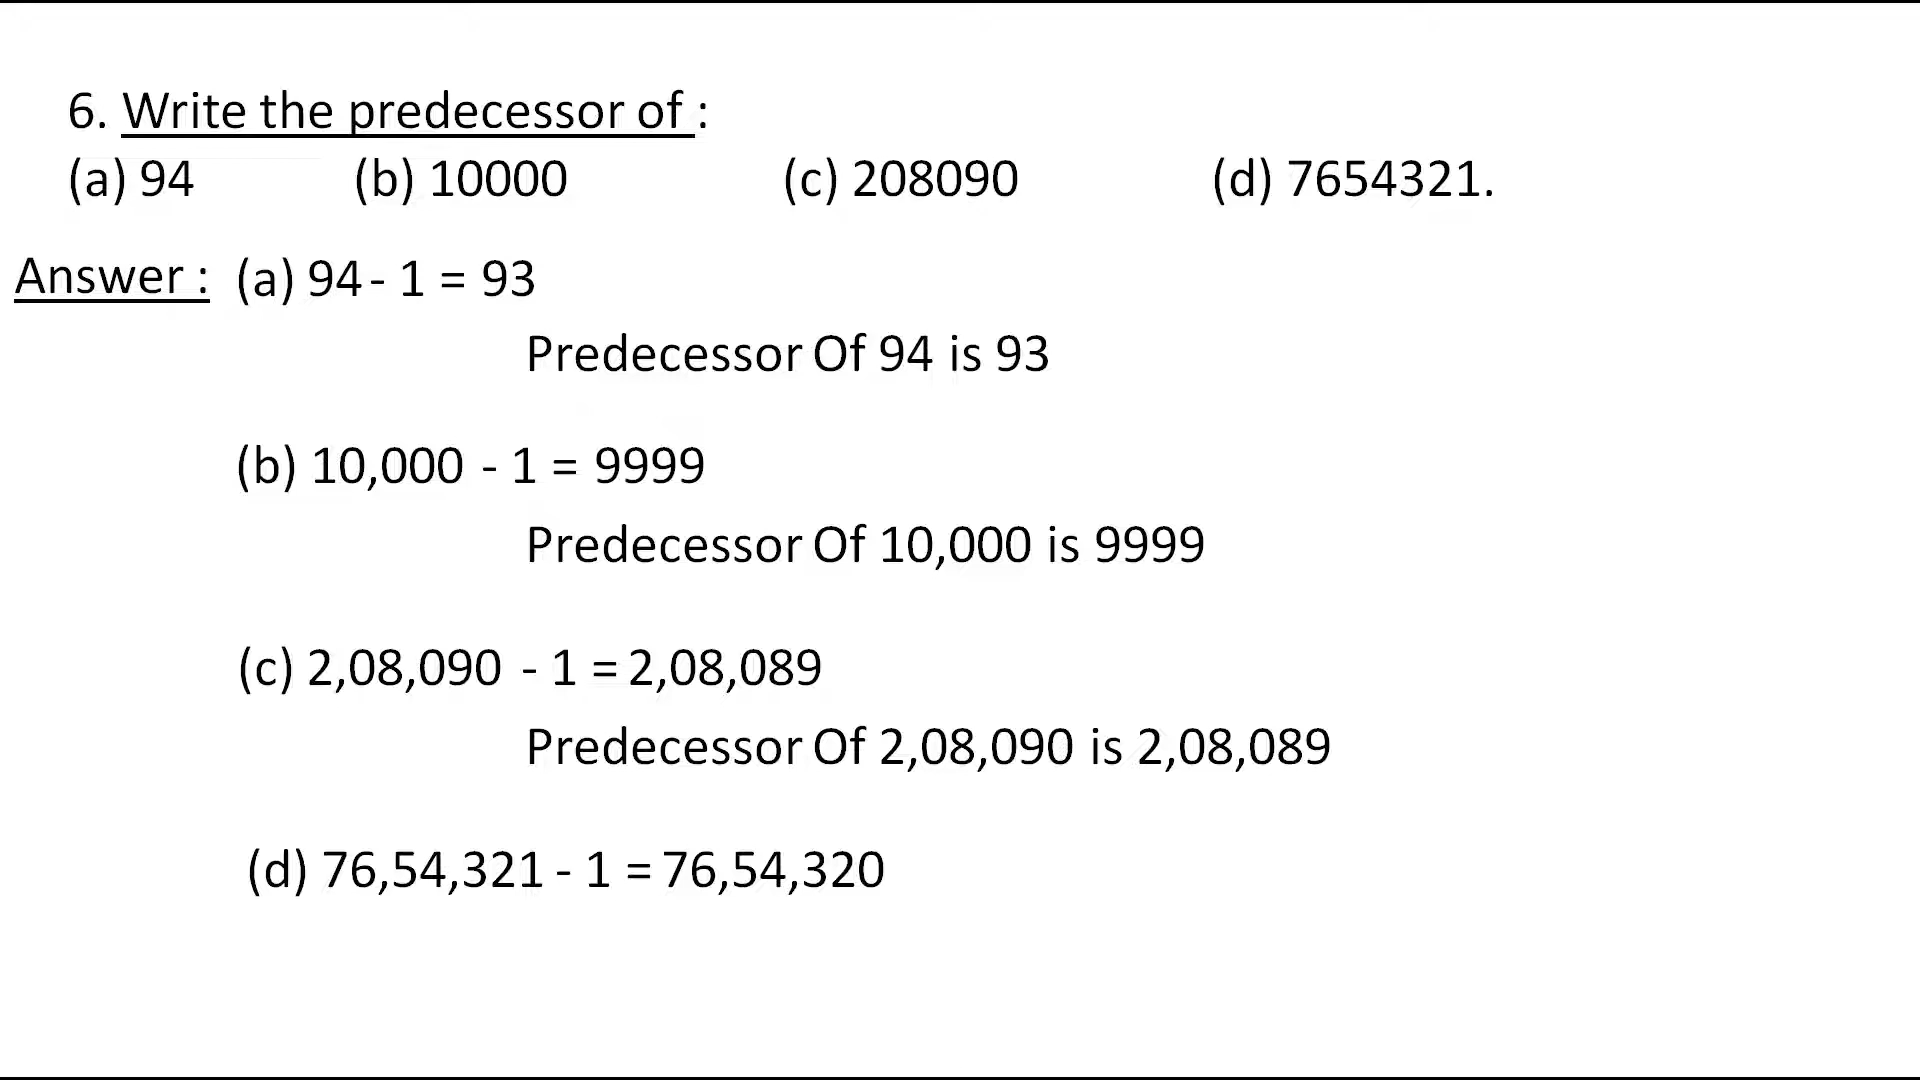 6. Write the predecessor of :
(a) 94 (b) 10000 (c) 208090 (d) 7654321.
Answer : (a) 94 - 1 = 93
Predecessor Of 94 is 93
(b) 10,000 - 1 = 9999
Predecessor Of 10,000 is 9999
(c) 2,08,090 - 1 = 2,08,089
Predecessor Of 2,08,090 is 2,08,089
(d) 76,54,321 - 1 = 76,54,320